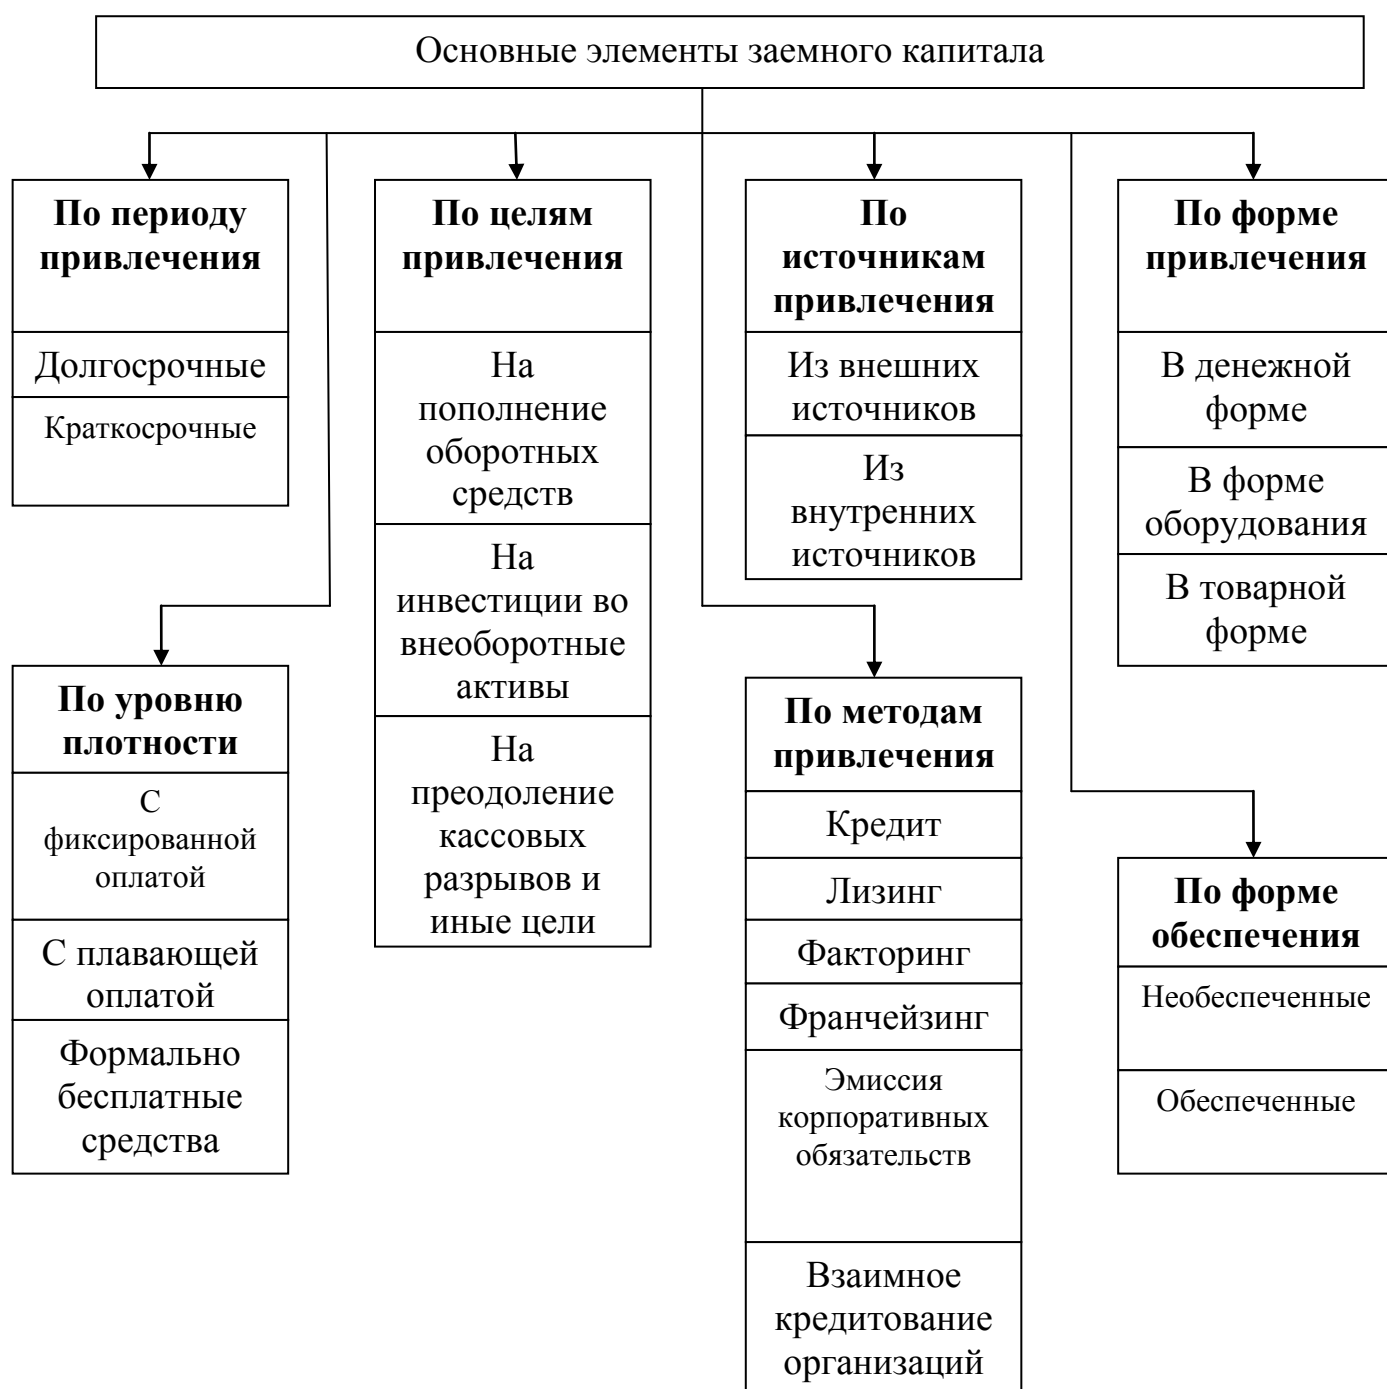 Основные элементы заемного капитала
По периоду
привлечения
Долгосрочные
Краткосрочные
По целям
привлечения
На
пополнение
оборотных
средств
На
инвестиции во
внеоборотные
активы
На
преодоление
кассовых
разрывов и
иные цели
По
источникам
привлечения
Из внешних
источников
Из
внутренних
источников
По форме
привлечения
В денежной
форме
В форме
оборудования
В товарной
форме
По уровню
плотности
С
фиксированной
оплатой
С плавающей
оплатой
Формально
бесплатные
средства
По методам
привлечения
Кредит
Лизинг
Факторинг
Франчейзинг
Эмиссия
корпоративных
обязательств
Взаимное
кредитование
организаций
По форме
обеспечения
Необеспеченные
Обеспеченные